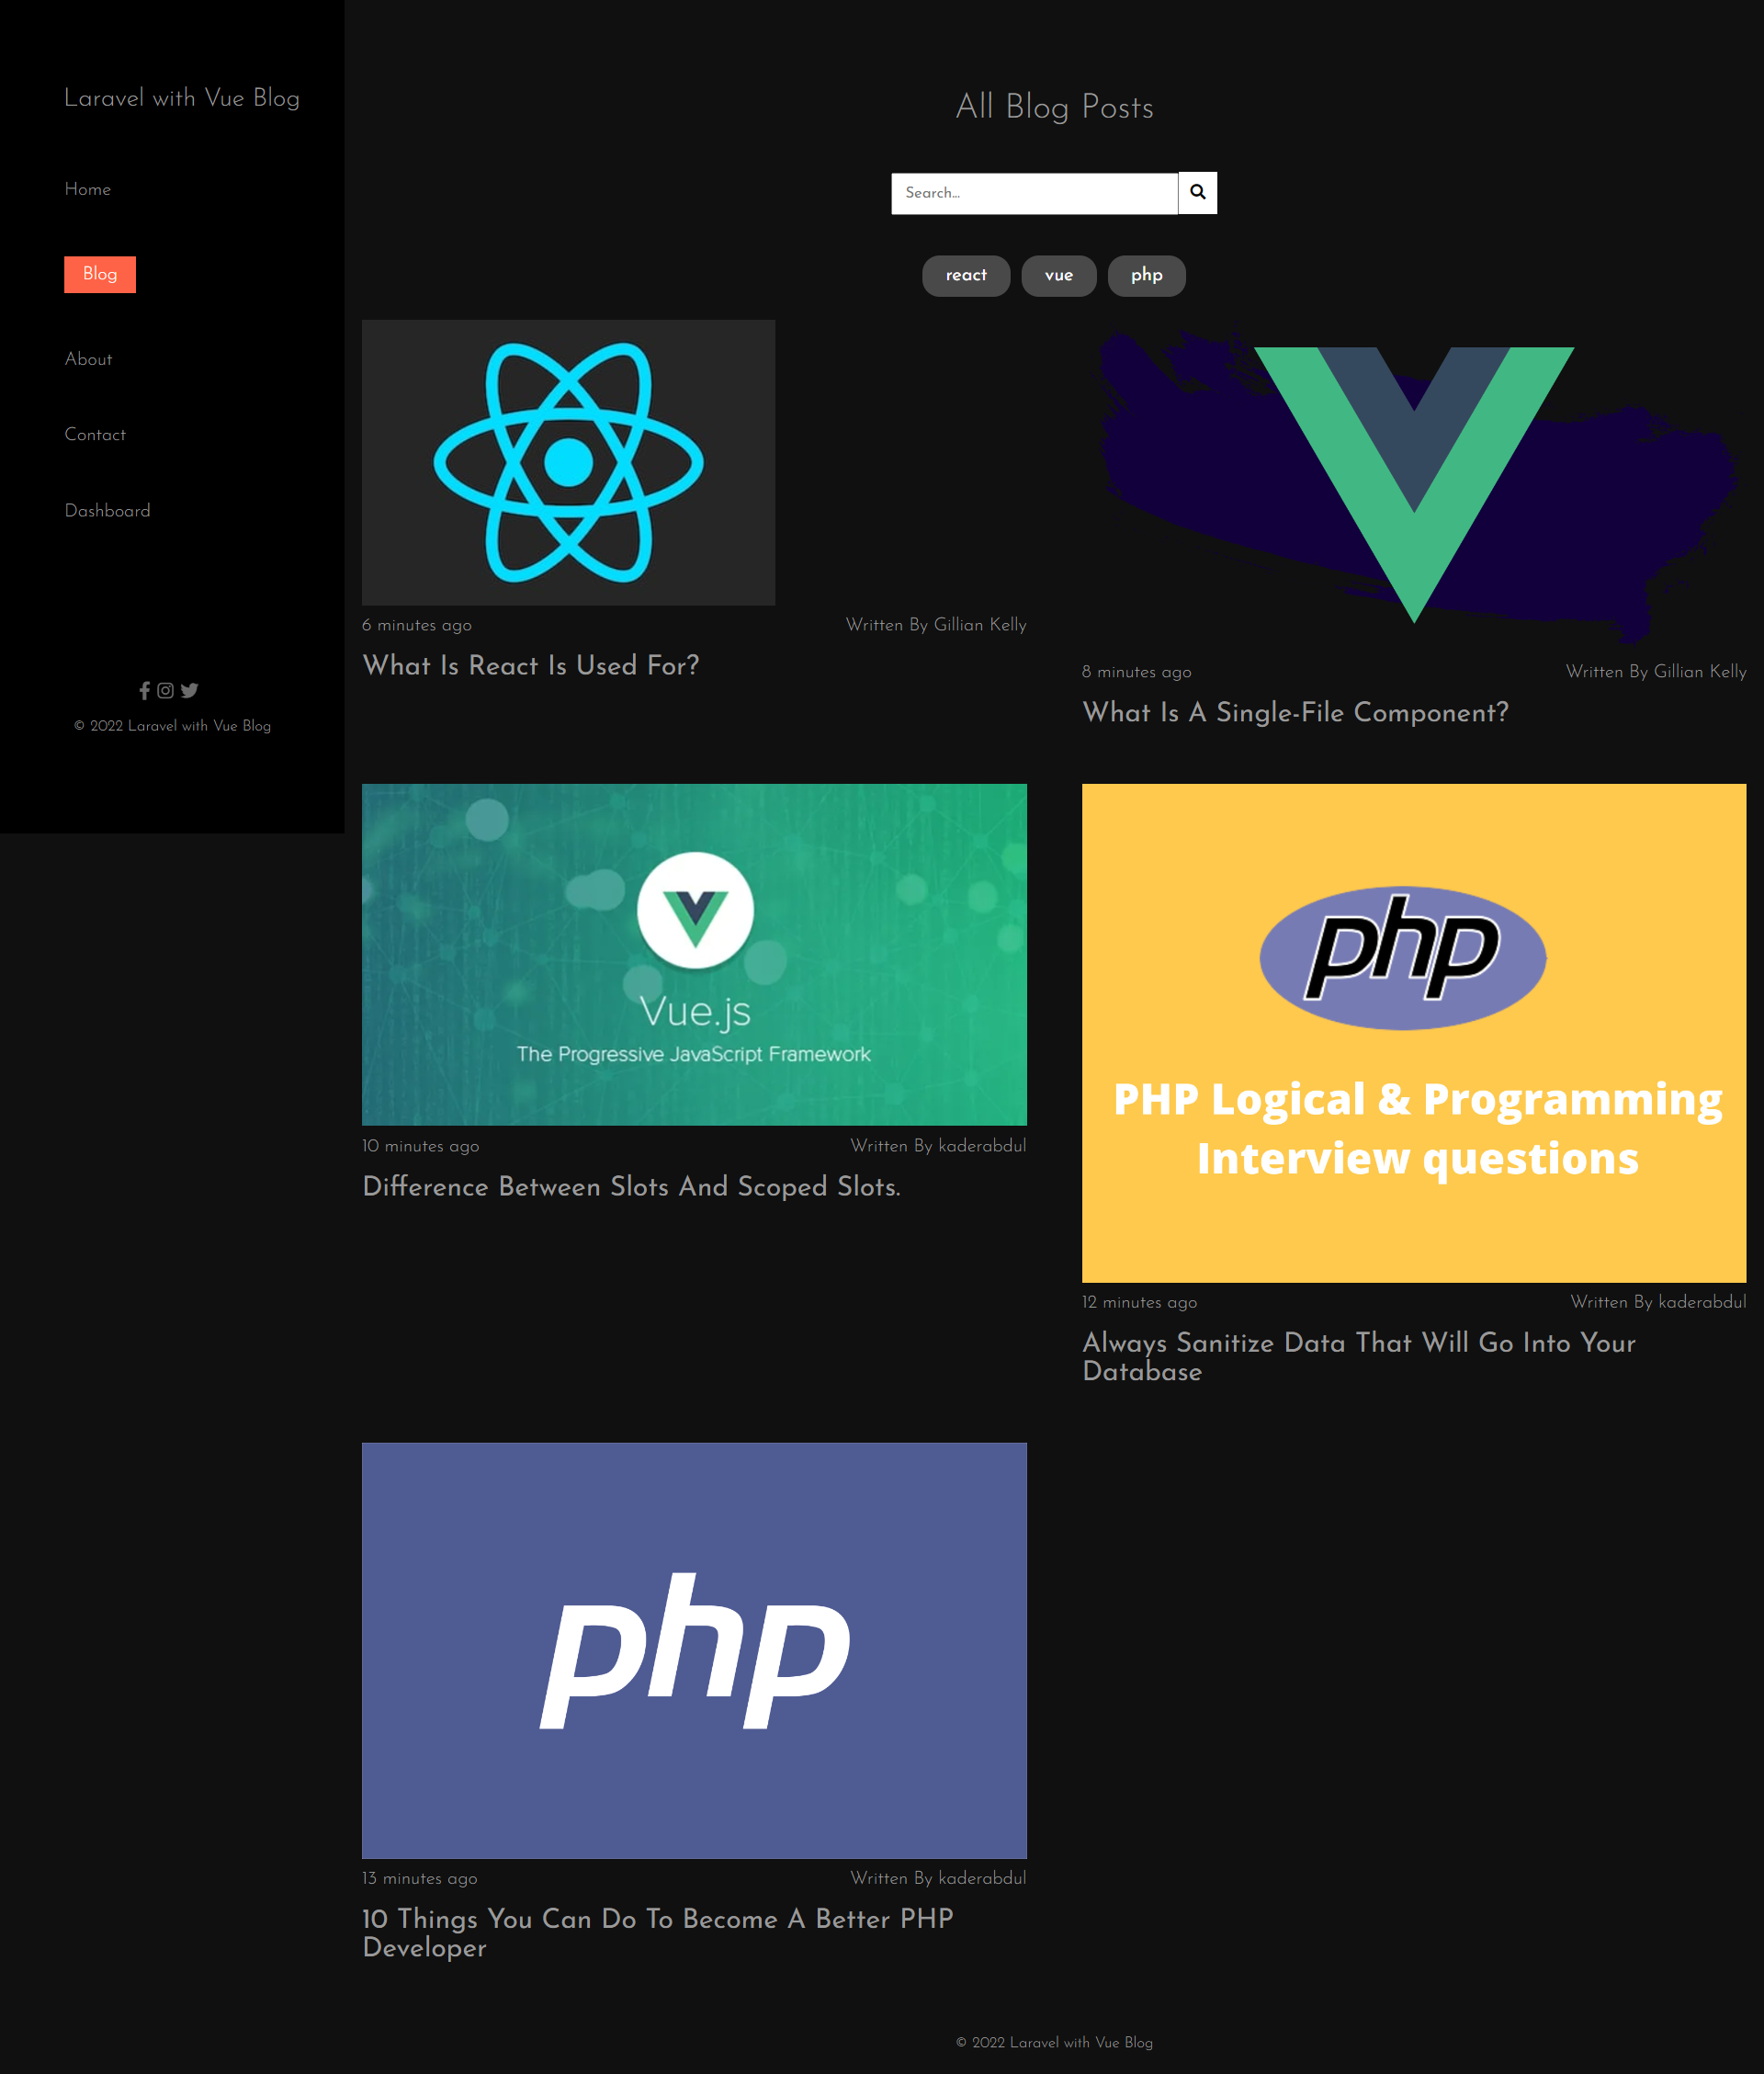 Laravel with Vue Blog
Home
Blog
About
Contact
Dashboard
© 2022 Laravel with Vue Blog
All Blog Posts
Search...
react vue php
6 minutes ago Written By Gillian Kelly
What Is React Is Used For?
8 minutes ago Written By Gillian Kelly
What Is A Single-File Component?
Vue.js
The Progressive JavaScript Framework
10 minutes ago Written By kaderabdul
Difference Between Slots And Scoped Slots.
php
PHP Logical & Programming
Interview questions
12 minutes ago Written By kaderabdul
Always Sanitize Data That Will Go Into Your
Database
php
13 minutes ago Written By kaderabdul
10 Things You Can Do To Become A Better PHP
Developer
© 2022 Laravel with Vue Blog